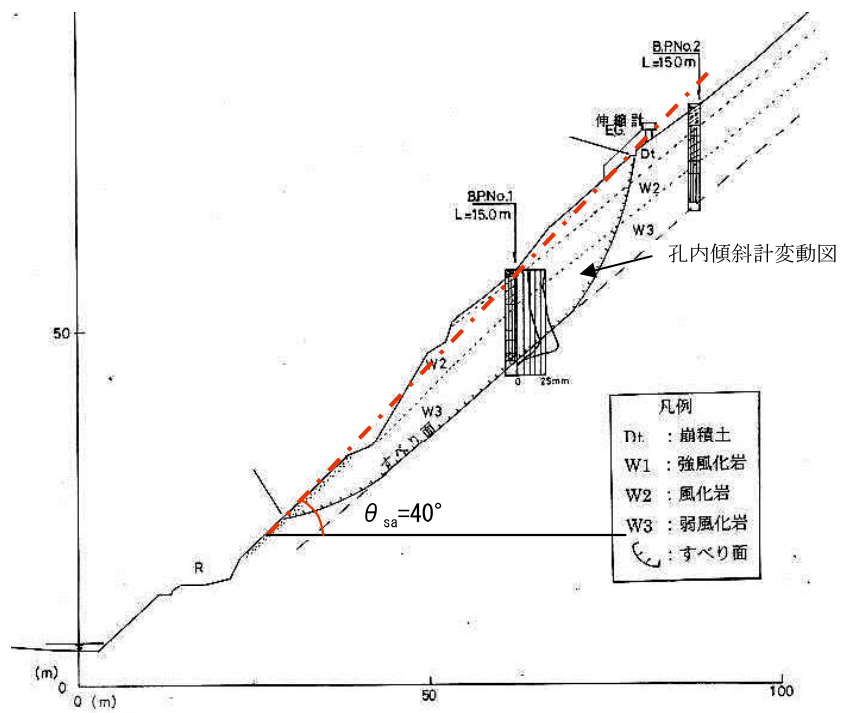 B.P.No.2
L=15.0m
伸縮計
E.G.
Dt
W2
W3
B.P.No.1
L=15.0m
孔内傾斜計変動図
50
W2
W3
0 25mm
すべり面
凡例
Dt. : 崩積土
W1 : 強風化岩
W2 : 風化岩
W3 : 弱風化岩
: すべり面
θsa=40°
R
(m)
0
0 (m)
50
100